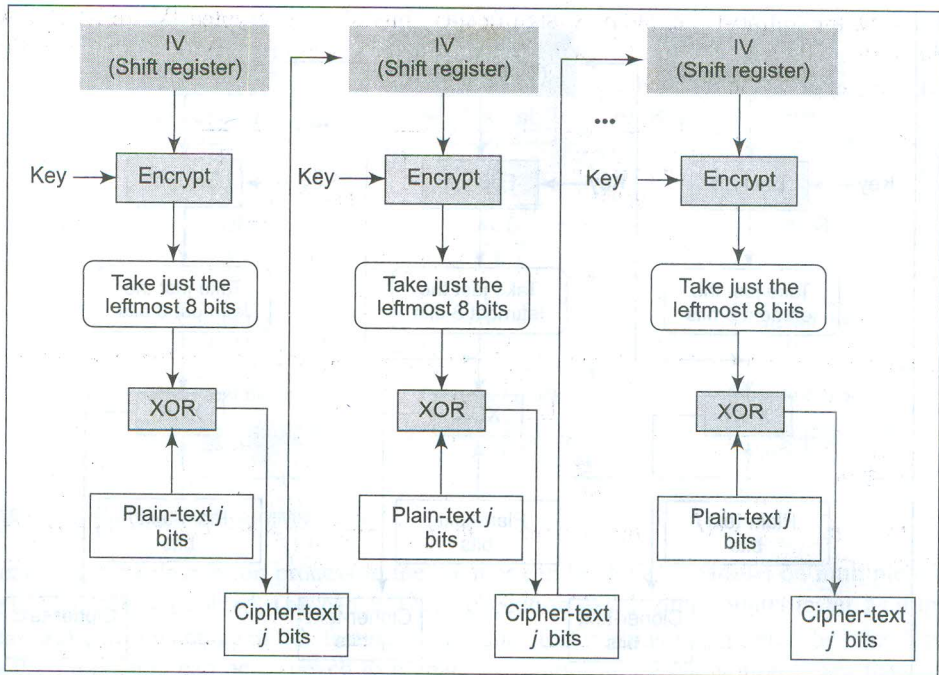 IV
(Shift register)
IV
(Shift register)
IV
(Shift register)
...
Key
Encrypt
Key
Encrypt
Key
Encrypt
Take just the
leftmost 8 bits
Take just the
leftmost 8 bits
Take just the
leftmost 8 bits
XOR
XOR
XOR
Plain-text j
bits
Plain-text j
bits
Plain-text j
bits
Cipher-text
j bits
Cipher-text
j bits
Cipher-text
j bits